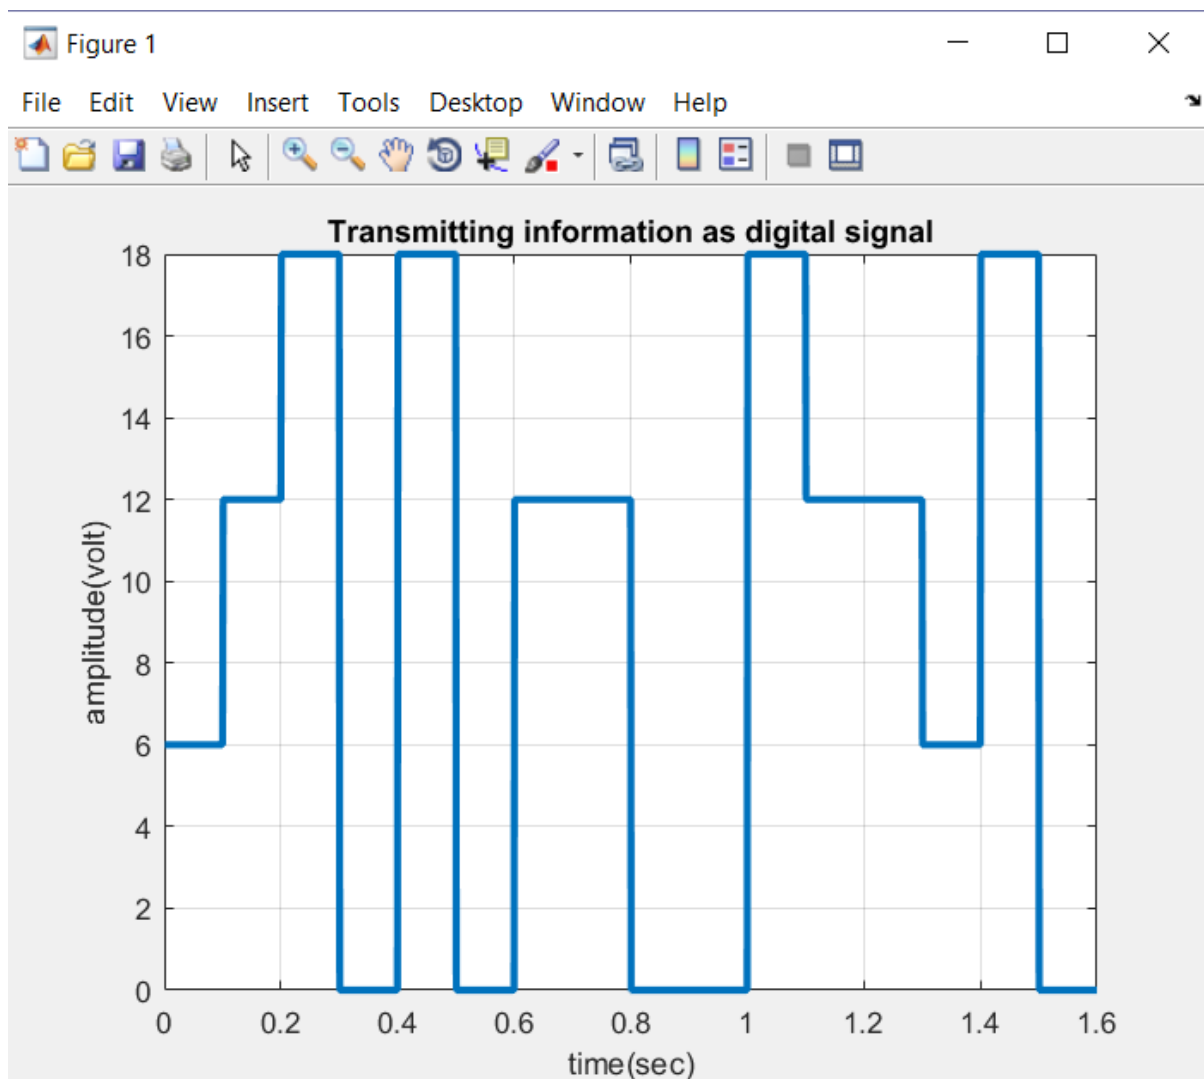 Figure 1
File Edit View Insert Tools Desktop Window Help
Transmitting information as digital signal
18
16
14
12
10
8
6
4
2
0
amplitude(volt)
0 0.2 0.4 0.6 0.8 1 1.2 1.4 1.6
time(sec)